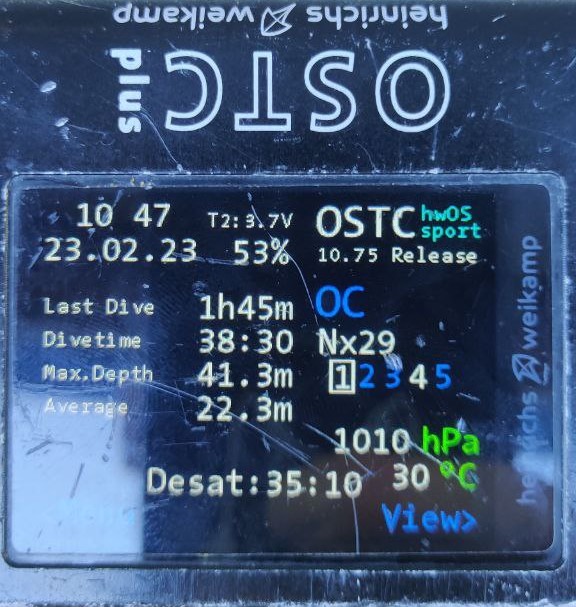 heinrichs weikamp
OSTC plus
10 47 T2:3.7V OSTC hwOS sport
23.02.23 53% 10.75 Release
Last Dive 1h45m OC
Divetime 38:30 Nx29
Max.Depth 41.3m 1 2 3 4 5
Average 22.3m
1010 hPa
Desat:35:10 30 °C
View>
heinrichs weikamp